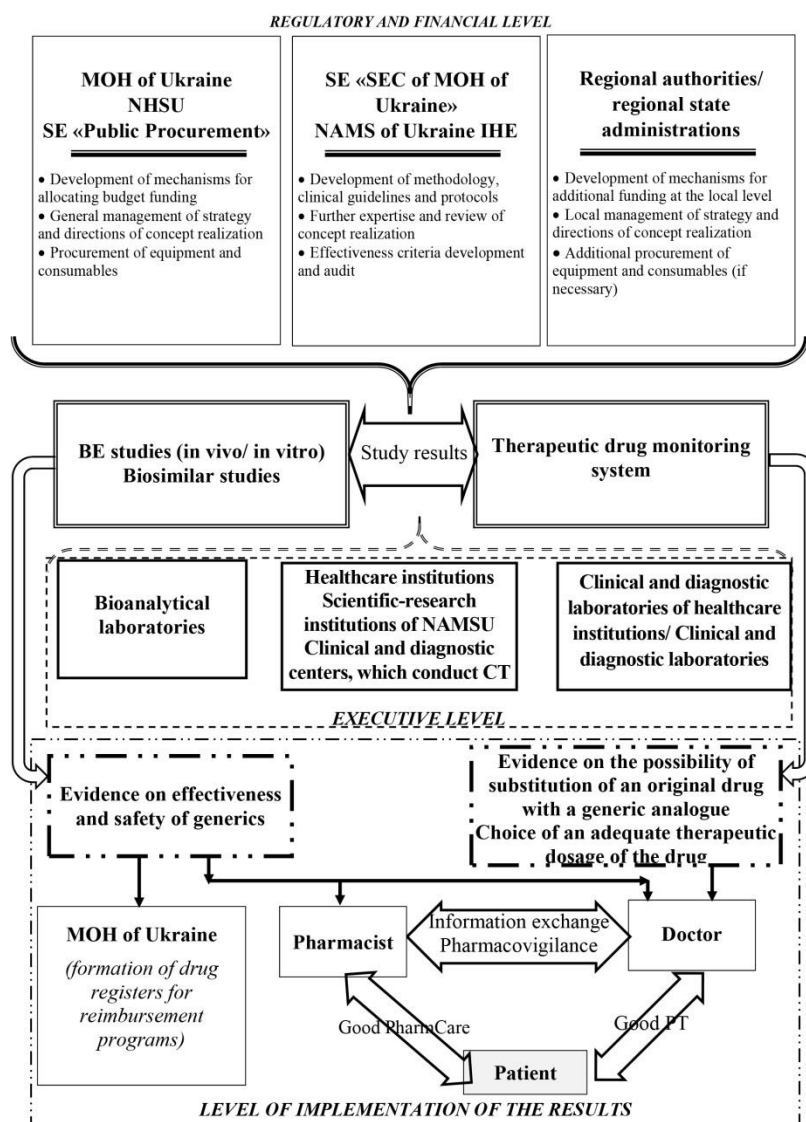 REGULATORY AND FINANCIAL LEVEL
MOH of Ukraine
NHSU
SE «Public Procurement»
• Development of mechanisms for
allocating budget funding
• General management of strategy
and directions of concept realization
• Procurement of equipment and
consumables
SE «SEC of MOH of
Ukraine»
NAMS of Ukraine IHE
• Development of methodology,
clinical guidelines and protocols
• Further expertise and review of
concept realization
• Effectiveness criteria development
and audit
Regional authorities/
regional state
administrations
• Development of mechanisms for
additional funding at the local level
• Local management of strategy and
directions of concept realization
• Additional procurement of
equipment and consumables (if
necessary)
BE studies (in vivo/ in vitro)
Biosimilar studies
Study results
Therapeutic drug monitoring
system
Bioanalytical
laboratories
Healthcare institutions
Scientific-research
institutions of NAMSU
Clinical and diagnostic
centers, which conduct CT
Clinical and diagnostic
laboratories of healthcare
institutions/ Clinical and
diagnostic laboratories
EXECUTIVE LEVEL
Evidence on effectiveness
and safety of generics
Evidence on the possibility of
substitution of an original drug
with a generic analogue
Choice of an adequate therapeutic
dosage of the drug
MOH of Ukraine
(formation of drug
registers for
reimbursement
programs)
Pharmacist
Information exchange
Pharmacovigilance
Doctor
Good PharmCare
Good PT
Patient
LEVEL OF IMPLEMENTATION OF THE RESULTS